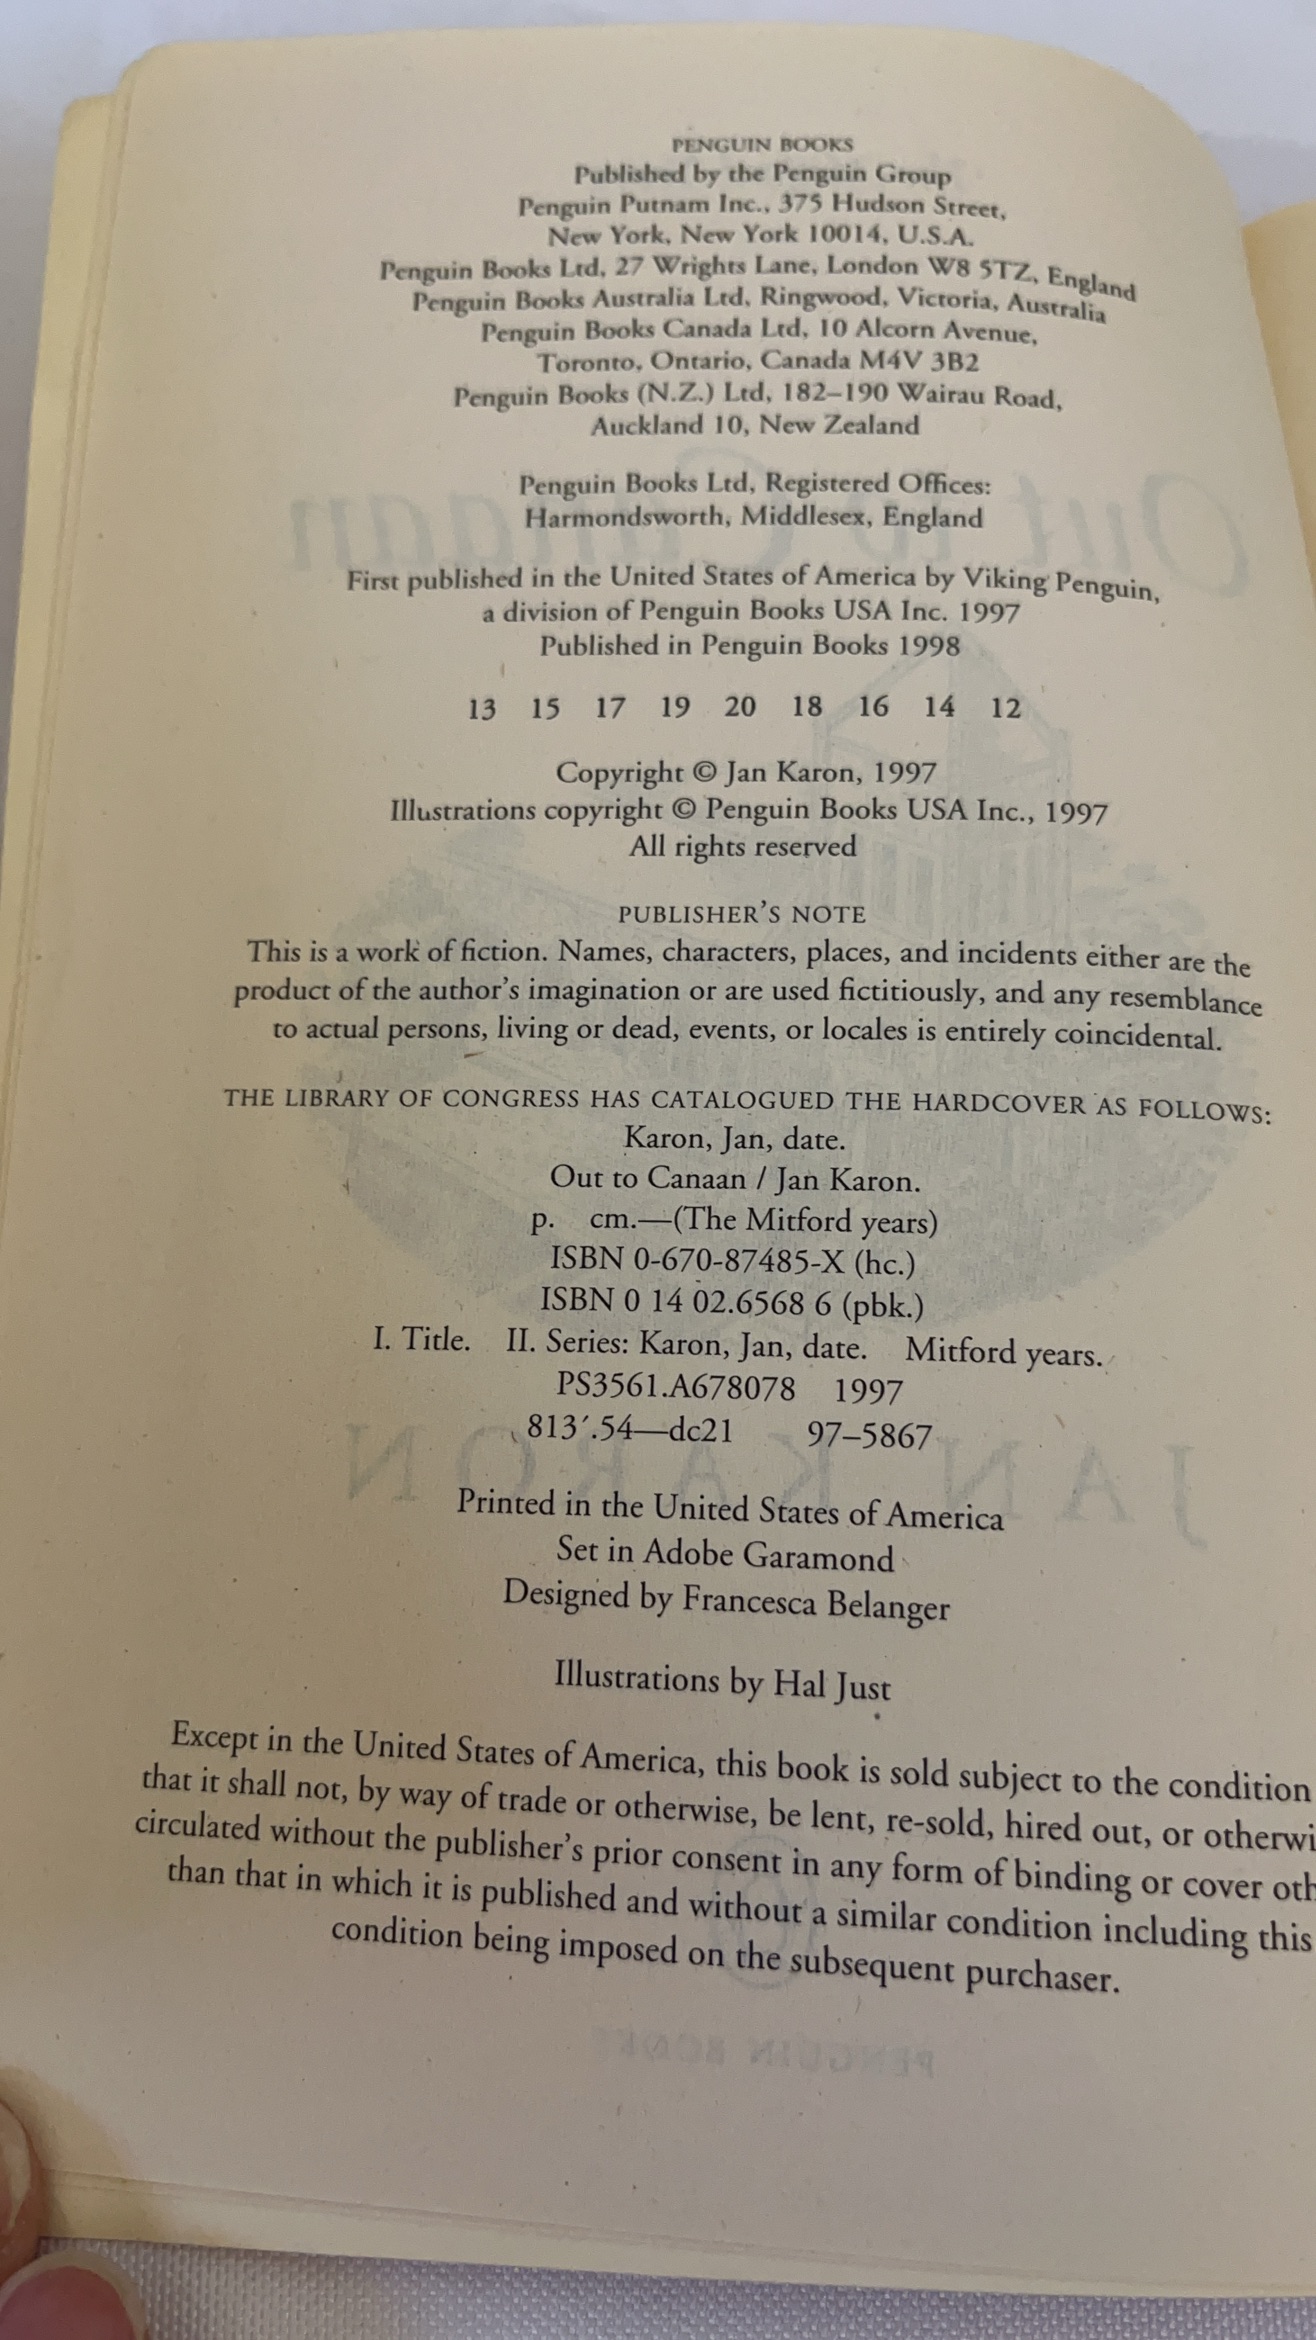 PENGUIN BOOKS
Published by the Penguin Group
Penguin Putnam Inc., 375 Hudson Street,
New York, New York 10014, U.S.A.
Penguin Books Ltd, 27 Wrights Lane, London W8 5TZ, England
Penguin Books Australia Ltd, Ringwood, Victoria, Australia
Penguin Books Canada Ltd, 10 Alcorn Avenue,
Toronto, Ontario, Canada M4V 3B2
Penguin Books (N.Z.) Ltd, 182–190 Wairau Road,
Auckland 10, New Zealand
Penguin Books Ltd, Registered Offices:
Harmondsworth, Middlesex, England
First published in the United States of America by Viking Penguin,
a division of Penguin Books USA Inc. 1997
Published in Penguin Books 1998
13 15 17 19 20 18 16 14 12
Copyright © Jan Karon, 1997
Illustrations copyright © Penguin Books USA Inc., 1997
All rights reserved
PUBLISHER'S NOTE
This is a work of fiction. Names, characters, places, and incidents either are the
product of the author's imagination or are used fictitiously, and any resemblance
to actual persons, living or dead, events, or locales is entirely coincidental.
THE LIBRARY OF CONGRESS HAS CATALOGUED THE HARDCOVER AS FOLLOWS:
Karon, Jan, date.
Out to Canaan / Jan Karon.
p. cm.—(The Mitford years)
ISBN 0-670-87485-X (hc.)
ISBN 0 14 02.6568 6 (pbk.)
I. Title. II. Series: Karon, Jan, date. Mitford years.
PS3561.A678078 1997
813′.54—dc21 97–5867
Printed in the United States of America
Set in Adobe Garamond
Designed by Francesca Belanger
Illustrations by Hal Just
Except in the United States of America, this book is sold subject to the condition
that it shall not, by way of trade or otherwise, be lent, re-sold, hired out, or otherwi
circulated without the publisher's prior consent in any form of binding or cover oth
than that in which it is published and without a similar condition including this
condition being imposed on the subsequent purchaser.